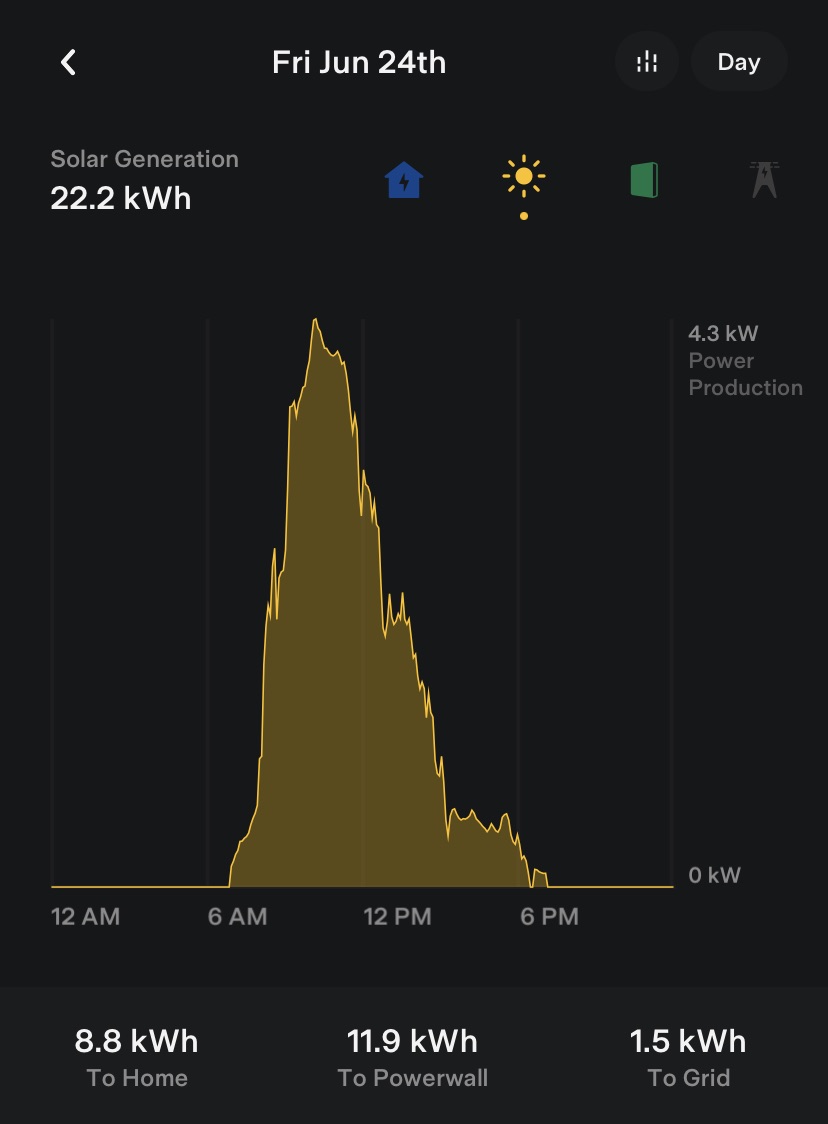 Fri Jun 24th
Day
Solar Generation
22.2 kWh
4.3 kW
Power
Production
0 kW
12 AM 6 AM 12 PM 6 PM
8.8 kWh 11.9 kWh 1.5 kWh
To Home To Powerwall To Grid